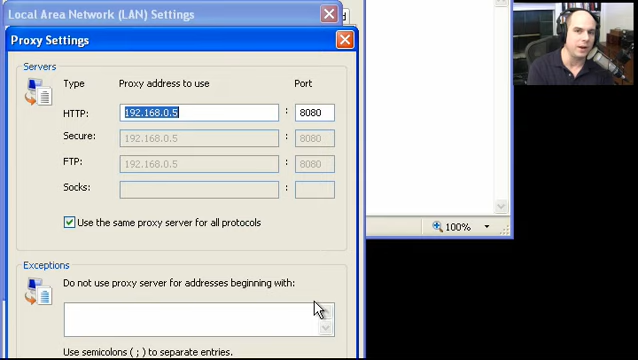 Local Area Network (LAN) Settings
Proxy Settings
Servers
Type Proxy address to use Port
HTTP: 192.168.0.5 : 8080
Secure: 192.168.0.5 : 8080
FTP: 192.168.0.5 : 8080
Socks: :
Use the same proxy server for all protocols
100%
Exceptions
Do not use proxy server for addresses beginning with:
Use semicolons ( ; ) to separate entries.